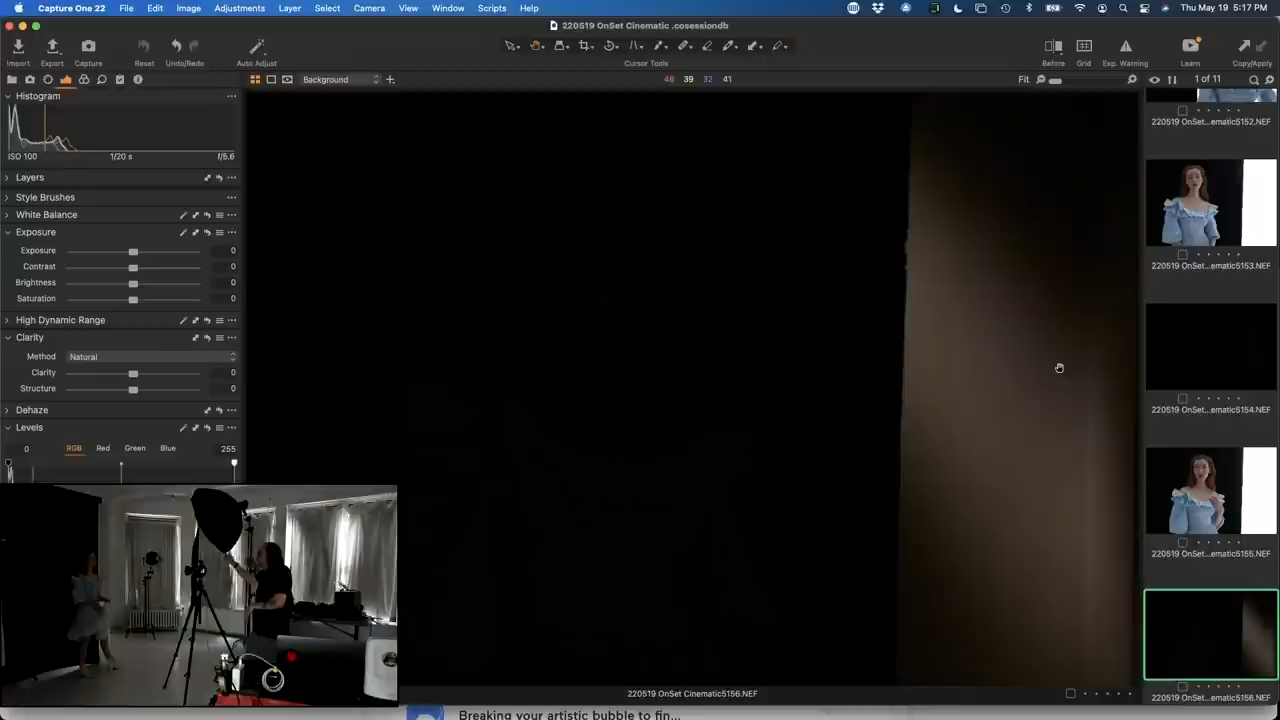 Capture One 22 File Edit Image Adjustments Layer Select Camera View Window Scripts Help Thu May 19 5:17 PM
220519 OnSet Cinematic .cosessiondb
Import Export Capture Reset Undo/Redo Auto Adjust Cursor Tools Before Grid Exp. Warning Learn Copy/Apply
Background 46 39 32 41 Fit 1 of 11
Histogram
ISO 100 1/20 s f/5.6
Layers
Style Brushes
White Balance
Exposure
Exposure 0
Contrast 0
Brightness 0
Saturation 0
High Dynamic Range
Clarity
Method Natural
Clarity 0
Structure 0
Dehaze
Levels
0 RGB Red Green Blue 255
220519 OnSet...ematic5152.NEF
220519 OnSet...ematic5153.NEF
220519 OnSet...ematic5154.NEF
220519 OnSet...ematic5155.NEF
220519 OnSet...ematic5156.NEF
220519 OnSet Cinematic5156.NEF
Breaking your artistic bubble to fin...